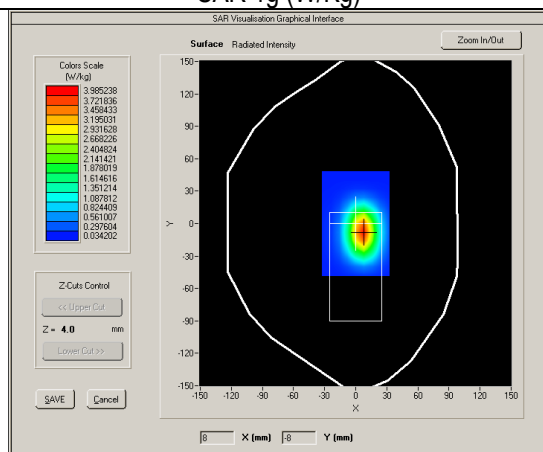 SAR 1g (W/Kg)
SAR Visualisation Graphical Interface
Surface Radiated Intensity
Zoom In/Out
Colors Scale
(W/kg)
3.985238
3.721836
3.458433
3.195031
2.931628
2.668226
2.404824
2.141421
1.878019
1.614616
1.351214
1.087812
0.824409
0.561007
0.297604
0.034202
Z-Cuts Control
<< Upper Cut
Z = 4.0 mm
Lower Cut >>
SAVE Cancel
150-
120-
90-
60-
30-
Y 0-
-30-
-60-
-90-
-120-
-150-
-150 -120 -90 -60 -30 0 30 60 90 120 150
X
8 X (mm) -8 Y (mm)